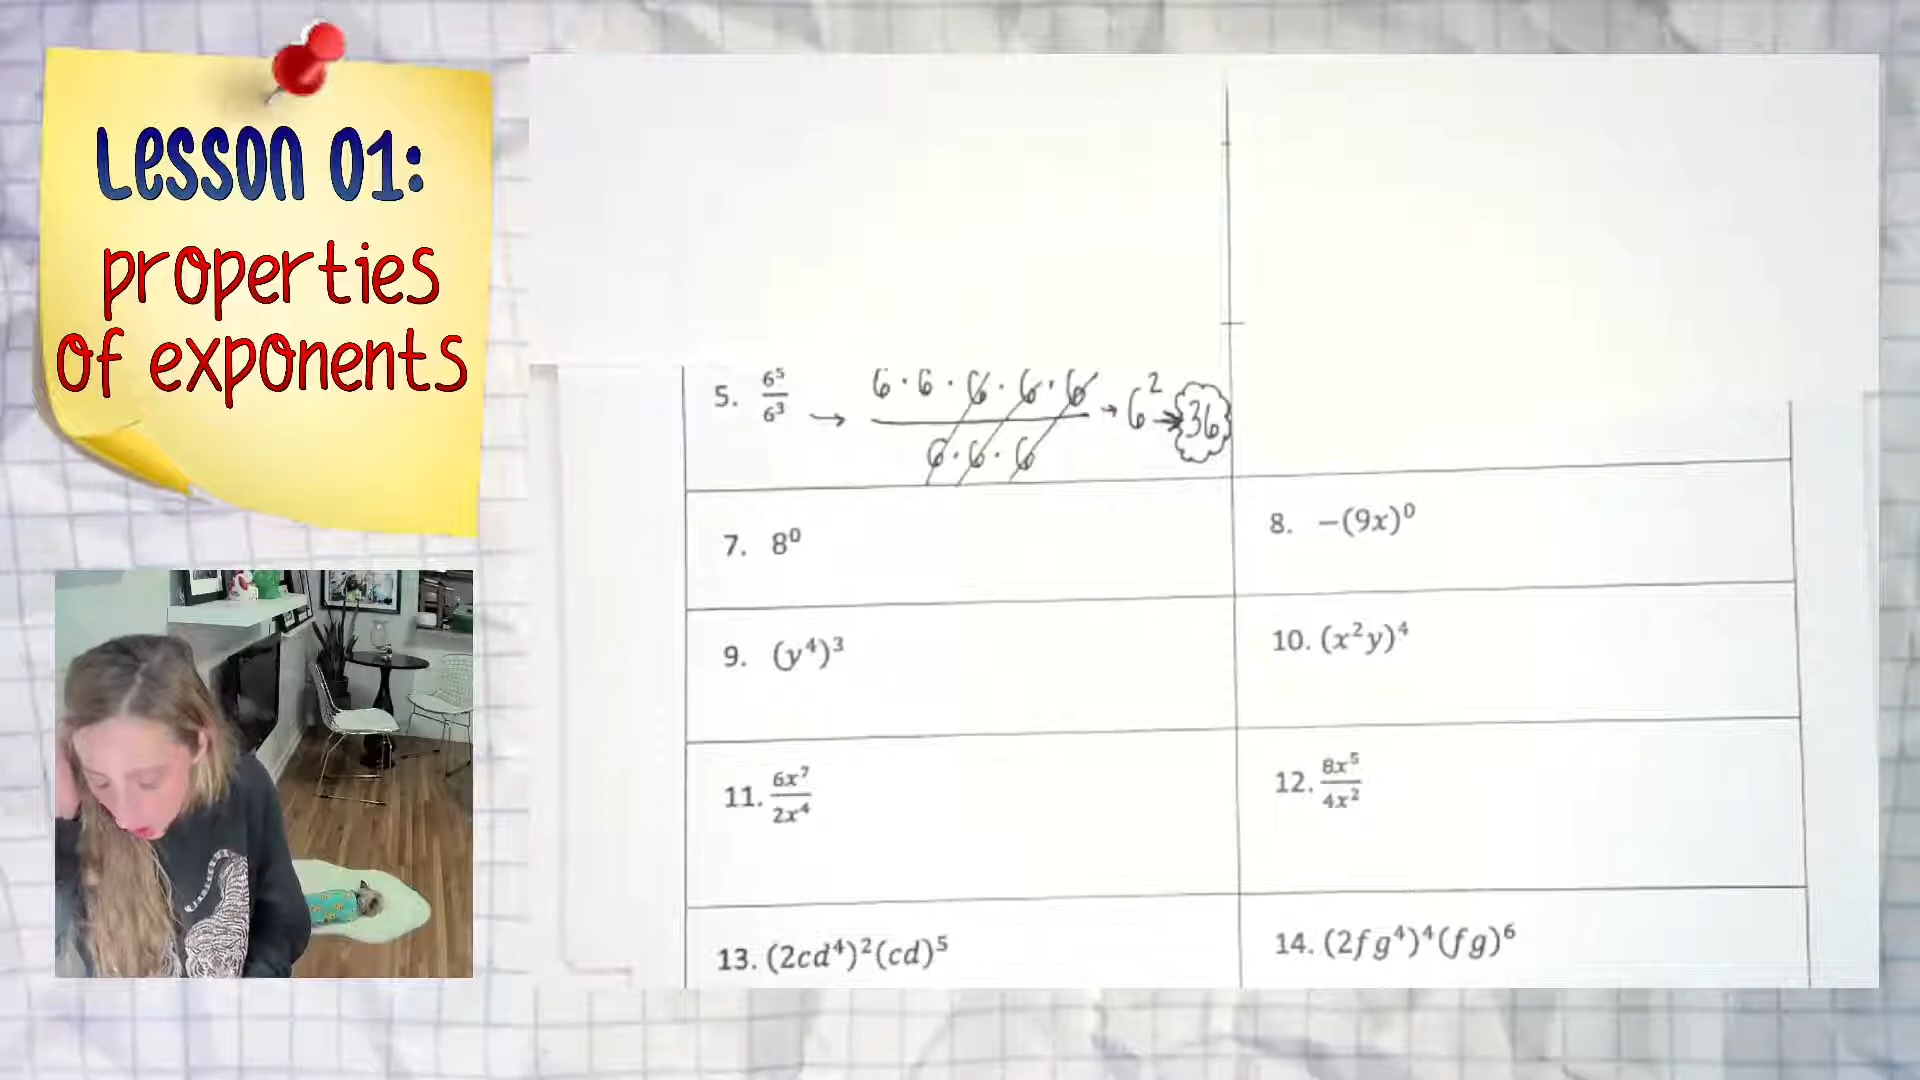 Lesson 01:
properties
of exponents
5. 6⁵/6³ → 6·6·6·6·6 / 6·6·6 → 6² → 36
7. 8⁰
8. −(9x)⁰
9. (y⁴)³
10. (x²y)⁴
11. 6x⁷/2x⁴
12. 8x⁵/4x²
13. (2cd⁴)²(cd)⁵
14. (2fg⁴)⁴(fg)⁶